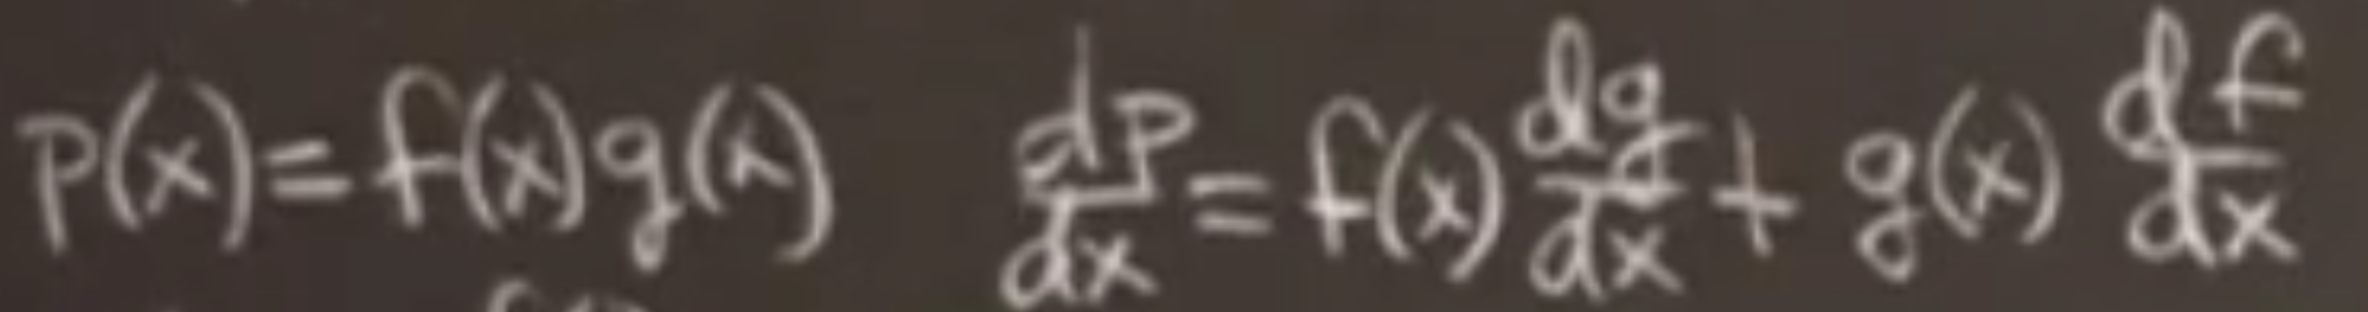 p(x) = f(x)g(x) dp/dx = f(x) dg/dx + g(x) df/dx